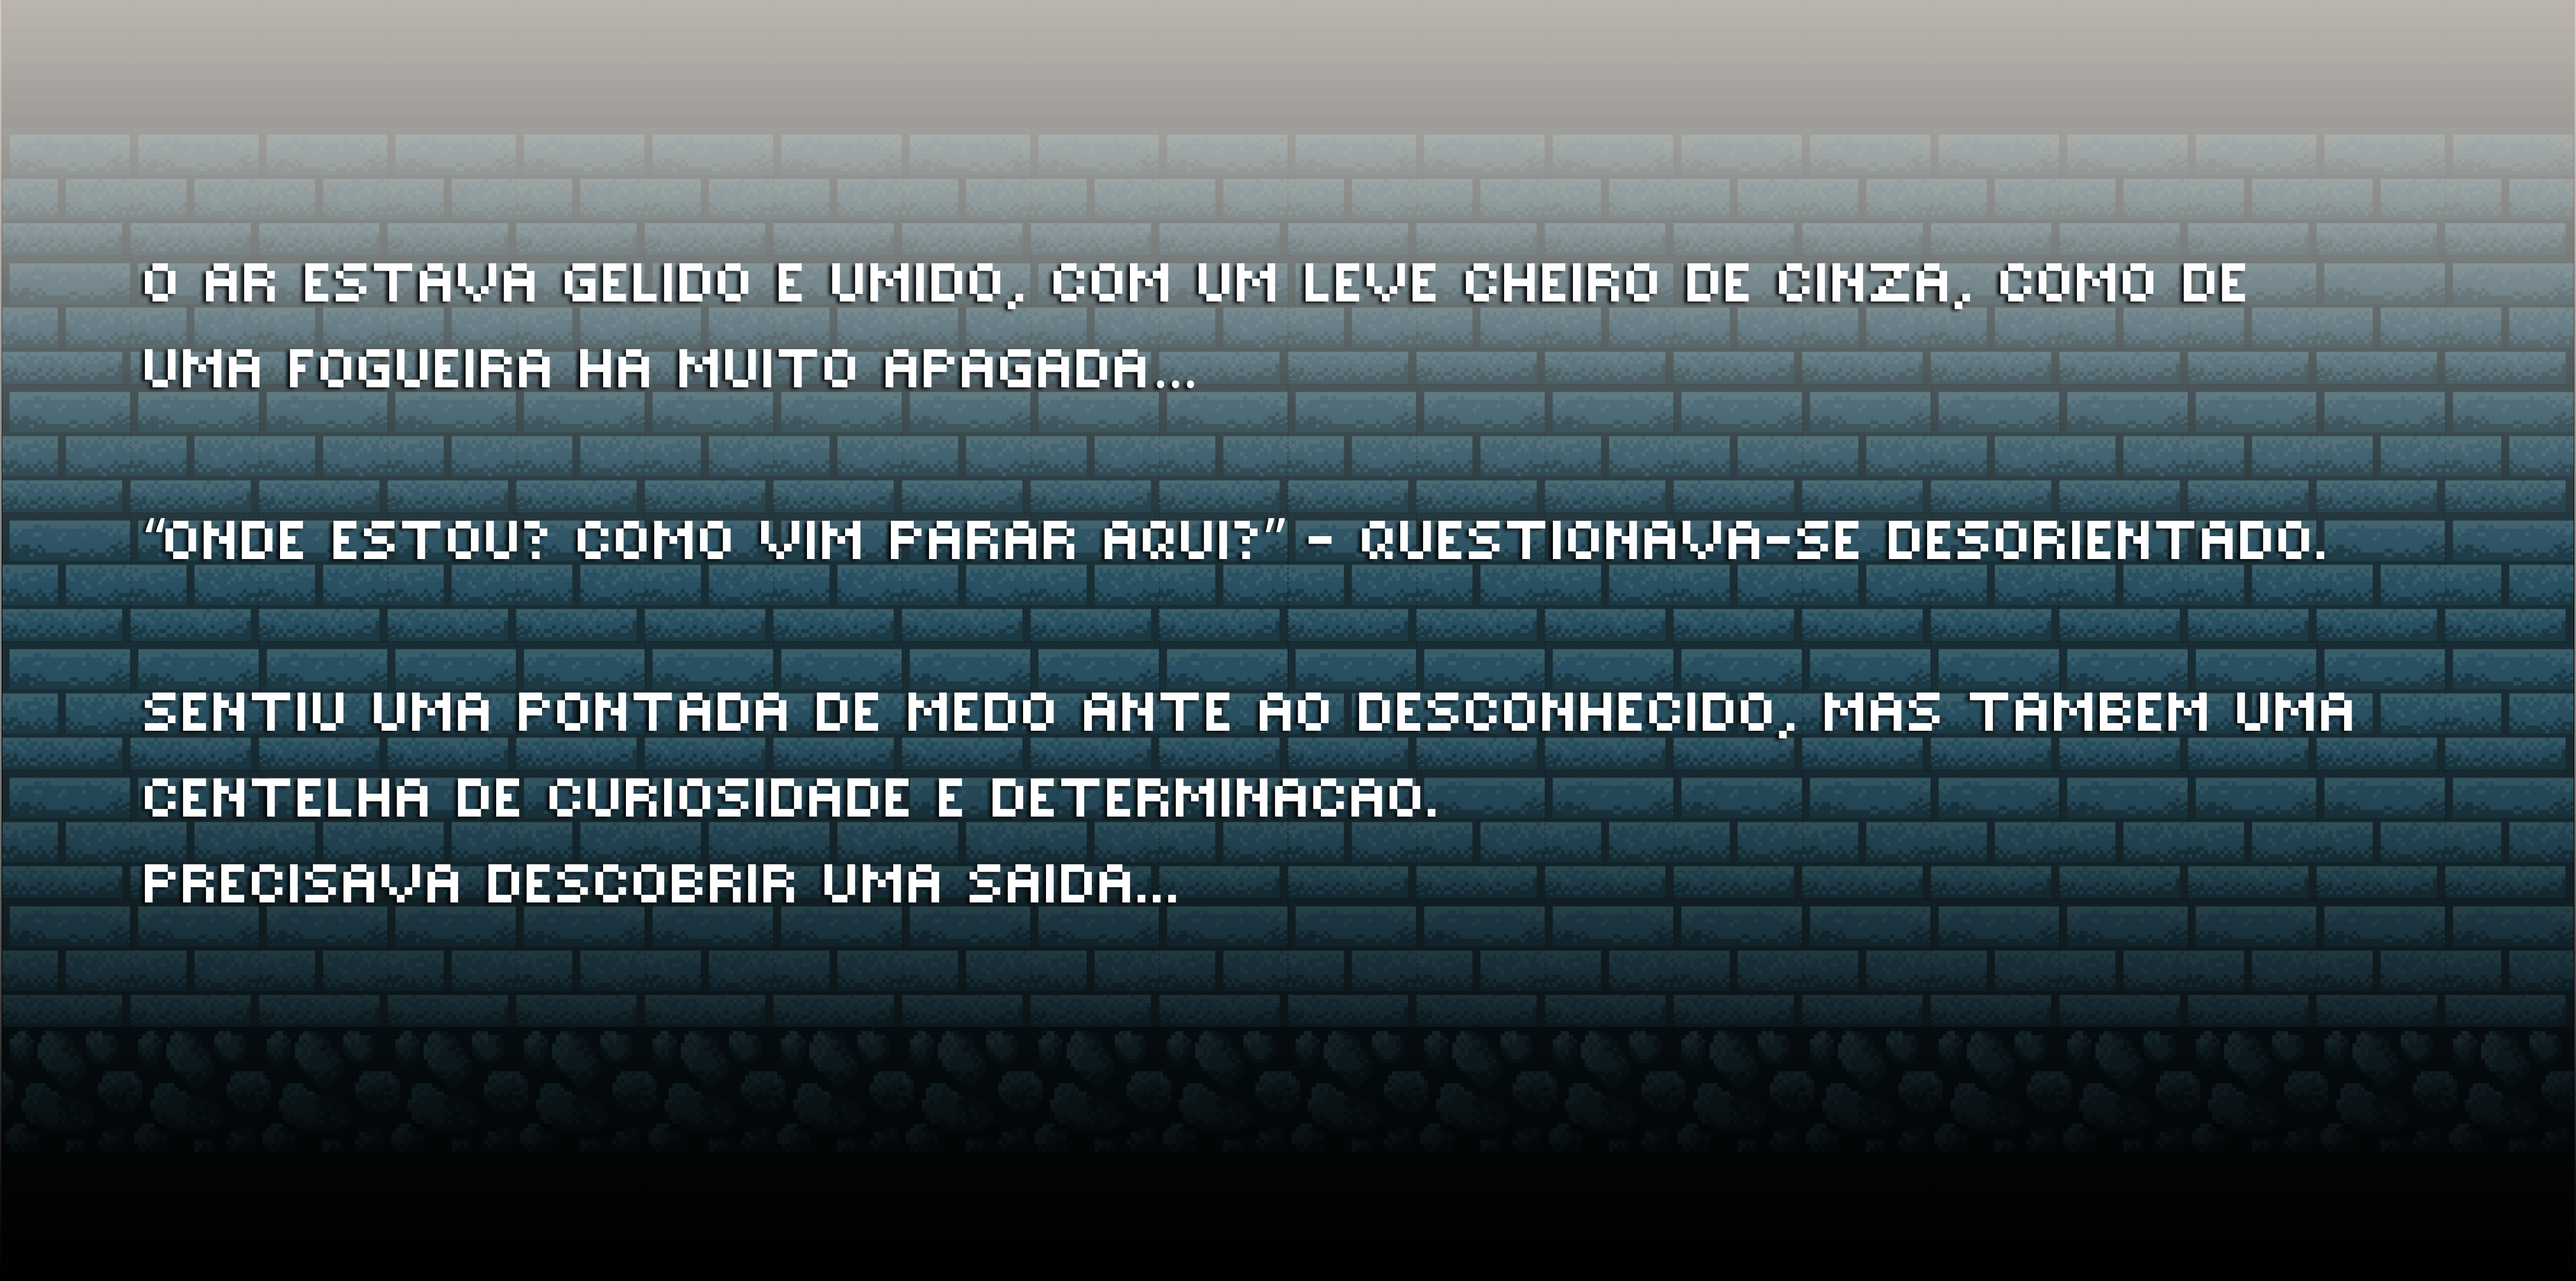 O AR ESTAVA GELIDO E UMIDO, COM UM LEVE CHEIRO DE CINZA, COMO DE
UMA FOGUEIRA HA MUITO APAGADA...
“ONDE ESTOU? COMO VIM PARAR AQUI?” - QUESTIONAVA-SE DESORIENTADO.
SENTIU UMA PONTADA DE MEDO ANTE AO DESCONHECIDO, MAS TAMBEM UMA
CENTELHA DE CURIOSIDADE E DETERMINACAO.
PRECISAVA DESCOBRIR UMA SAIDA...